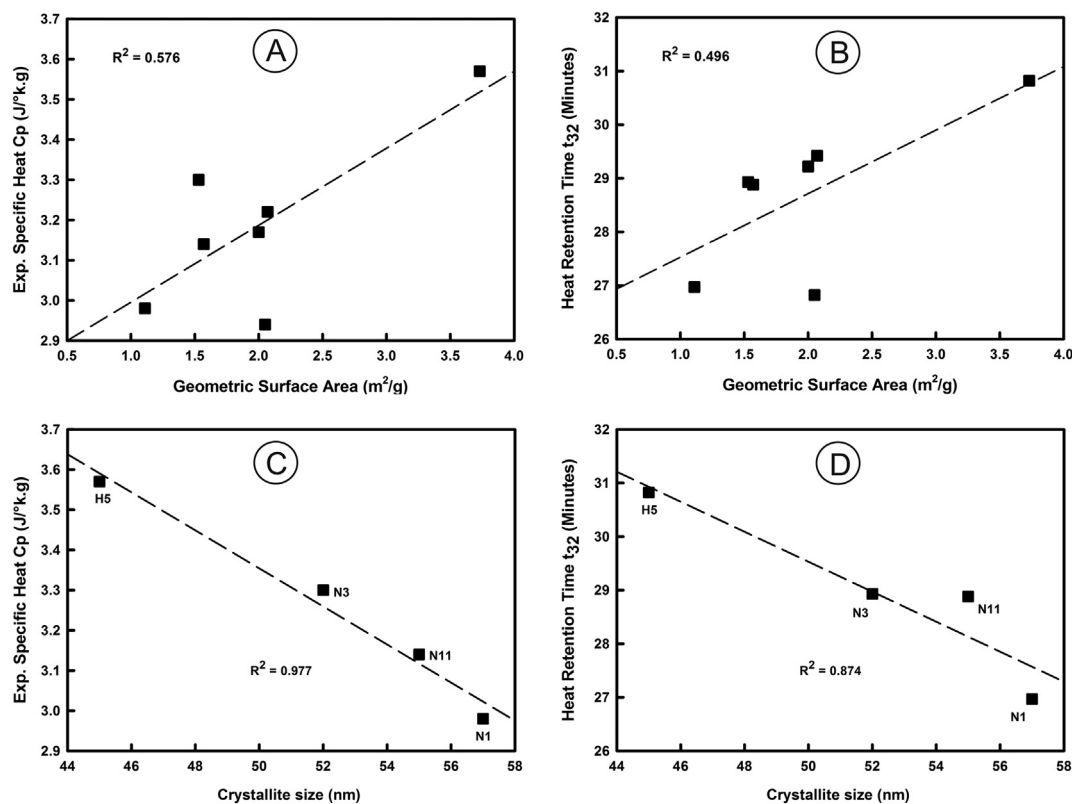 A
R² = 0.576
Exp. Specific Heat Cp (J/°k.g)
3.7
3.6
3.5
3.4
3.3
3.2
3.1
3.0
2.9
0.5 1.0 1.5 2.0 2.5 3.0 3.5 4.0
Geometric Surface Area (m²/g)
B
R² = 0.496
Heat Retention Time t₃₂ (Minutes)
32
31
30
29
28
27
26
0.5 1.0 1.5 2.0 2.5 3.0 3.5 4.0
Geometric Surface Area (m²/g)
C
Exp. Specific Heat Cp (J/°k.g)
3.7
3.6
3.5
3.4
3.3
3.2
3.1
3.0
2.9
H5
N3
N11
N1
R² = 0.977
44 46 48 50 52 54 56 58
Crystallite size (nm)
D
Heat Retention Time t₃₂ (Minutes)
32
31
30
29
28
27
26
H5
N3
N11
N1
R² = 0.874
44 46 48 50 52 54 56 58
Crystallite size (nm)